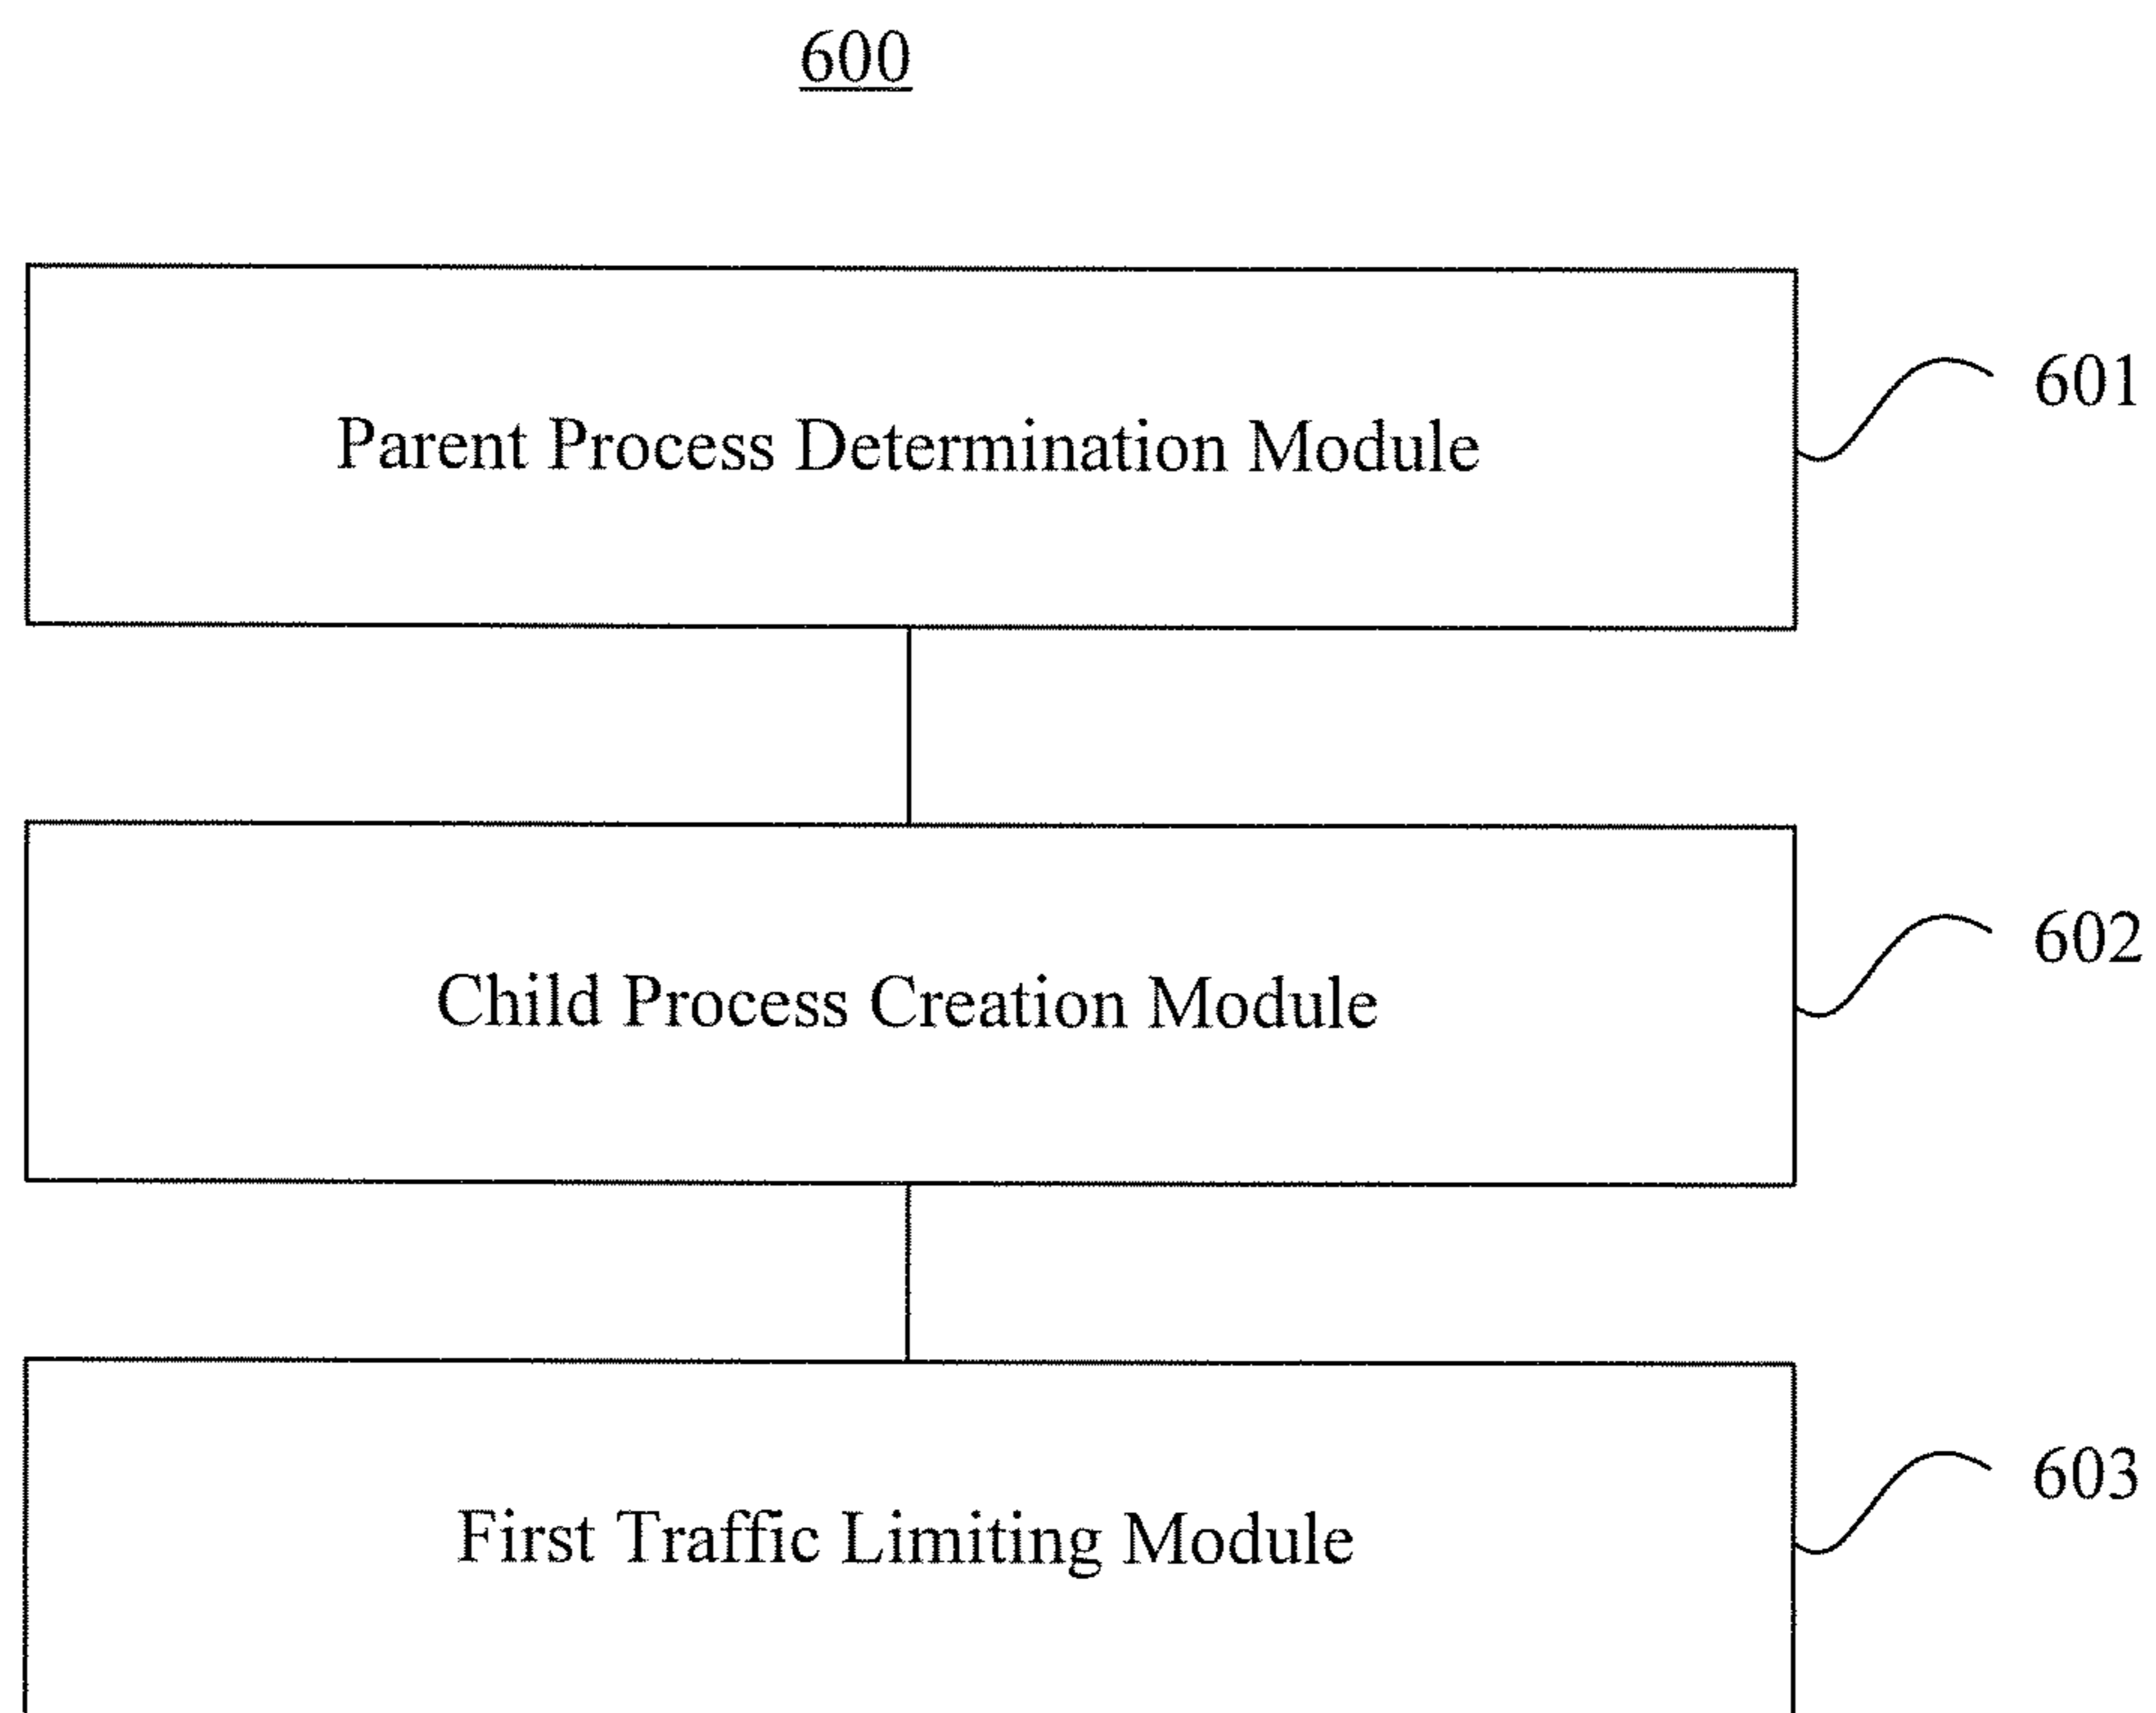 600
Parent Process Determination Module
601
Child Process Creation Module
602
First Traffic Limiting Module
603